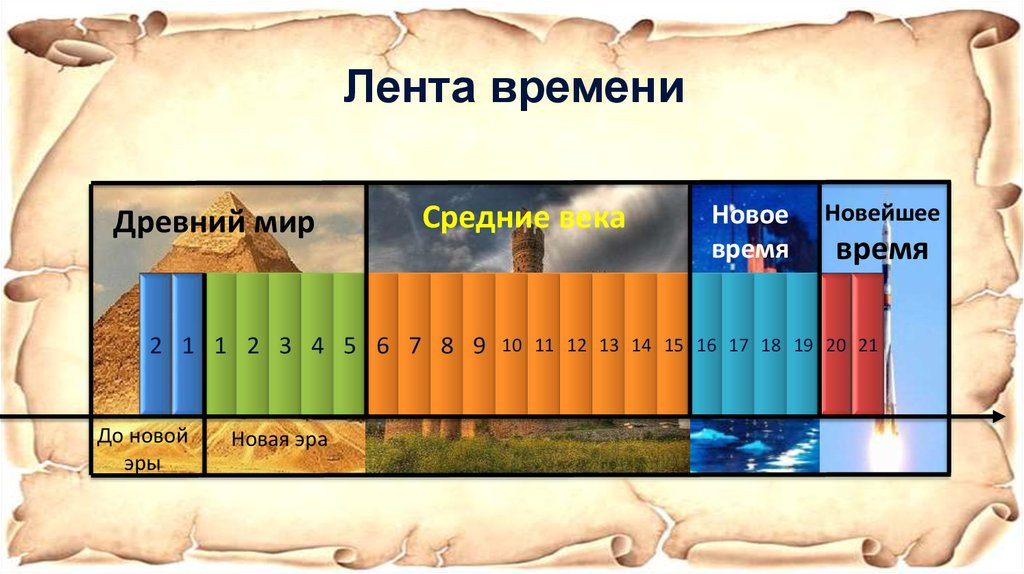 Лента времени
Древний мир
Средние века
Новое
время
Новейшее
время
2 1 1 2 3 4 5 6 7 8 9 10 11 12 13 14 15 16 17 18 19 20 21
До новой
эры
Новая эра